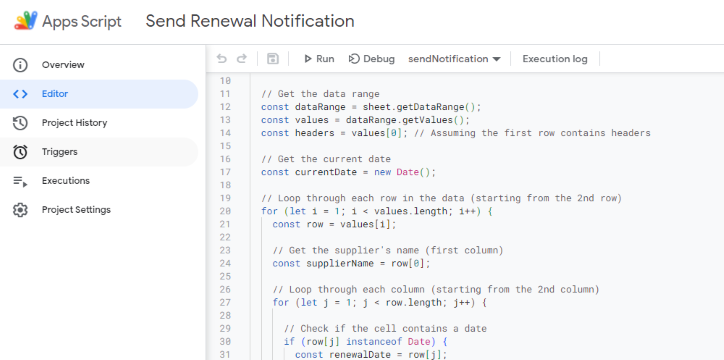 Apps Script
Send Renewal Notification
Overview
Editor
Project History
Triggers
Executions
Project Settings
Run Debug sendNotification Execution log
10
11 // Get the data range
12 const dataRange = sheet.getDataRange();
13 const values = dataRange.getValues();
14 const headers = values[0]; // Assuming the first row contains headers
15
16 // Get the current date
17 const currentDate = new Date();
18
19 // Loop through each row in the data (starting from the 2nd row)
20 for (let i = 1; i < values.length; i++) {
21 const row = values[i];
22
23 // Get the supplier's name (first column)
24 const supplierName = row[0];
25
26 // Loop through each column (starting from the 2nd column)
27 for (let j = 1; j < row.length; j++) {
28
29 // Check if the cell contains a date
30 if (row[j] instanceof Date) {
31 const renewalDate = row[j];